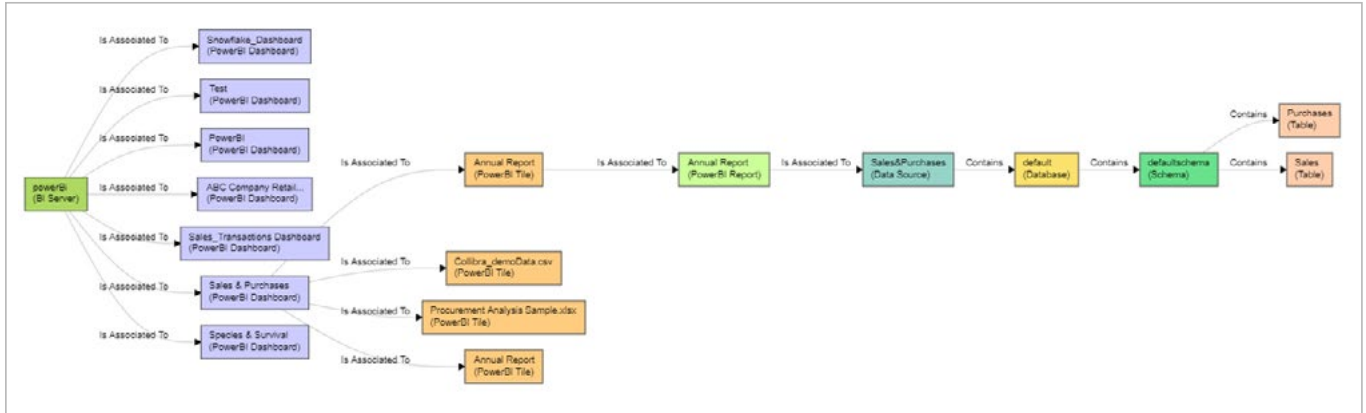 Is Associated To
Snowflake_Dashboard
(PowerBI Dashboard)
Is Associated To
Test
(PowerBI Dashboard)
Is Associated To
PowerBI
(PowerBI Dashboard)
powerBI
(BI Server)
Is Associated To
ABC Company Retail...
(PowerBI Dashboard)
Is Associated To
Sales_Transactions Dashboard
(PowerBI Dashboard)
Is Associated To
Sales & Purchases
(PowerBI Dashboard)
Is Associated To
Species & Survival
(PowerBI Dashboard)
Is Associated To
Annual Report
(PowerBI Tile)
Is Associated To
Annual Report
(PowerBI Report)
Is Associated To
Sales&Purchases
(Data Source)
Contains
default
(Database)
Contains
defaultschema
(Schema)
Contains
Purchases
(Table)
Contains
Sales
(Table)
Is Associated To
Collibra_demoData.csv
(PowerBI Tile)
Is Associated To
Procurement Analysis Sample.xlsx
(PowerBI Tile)
Is Associated To
Annual Report
(PowerBI Tile)